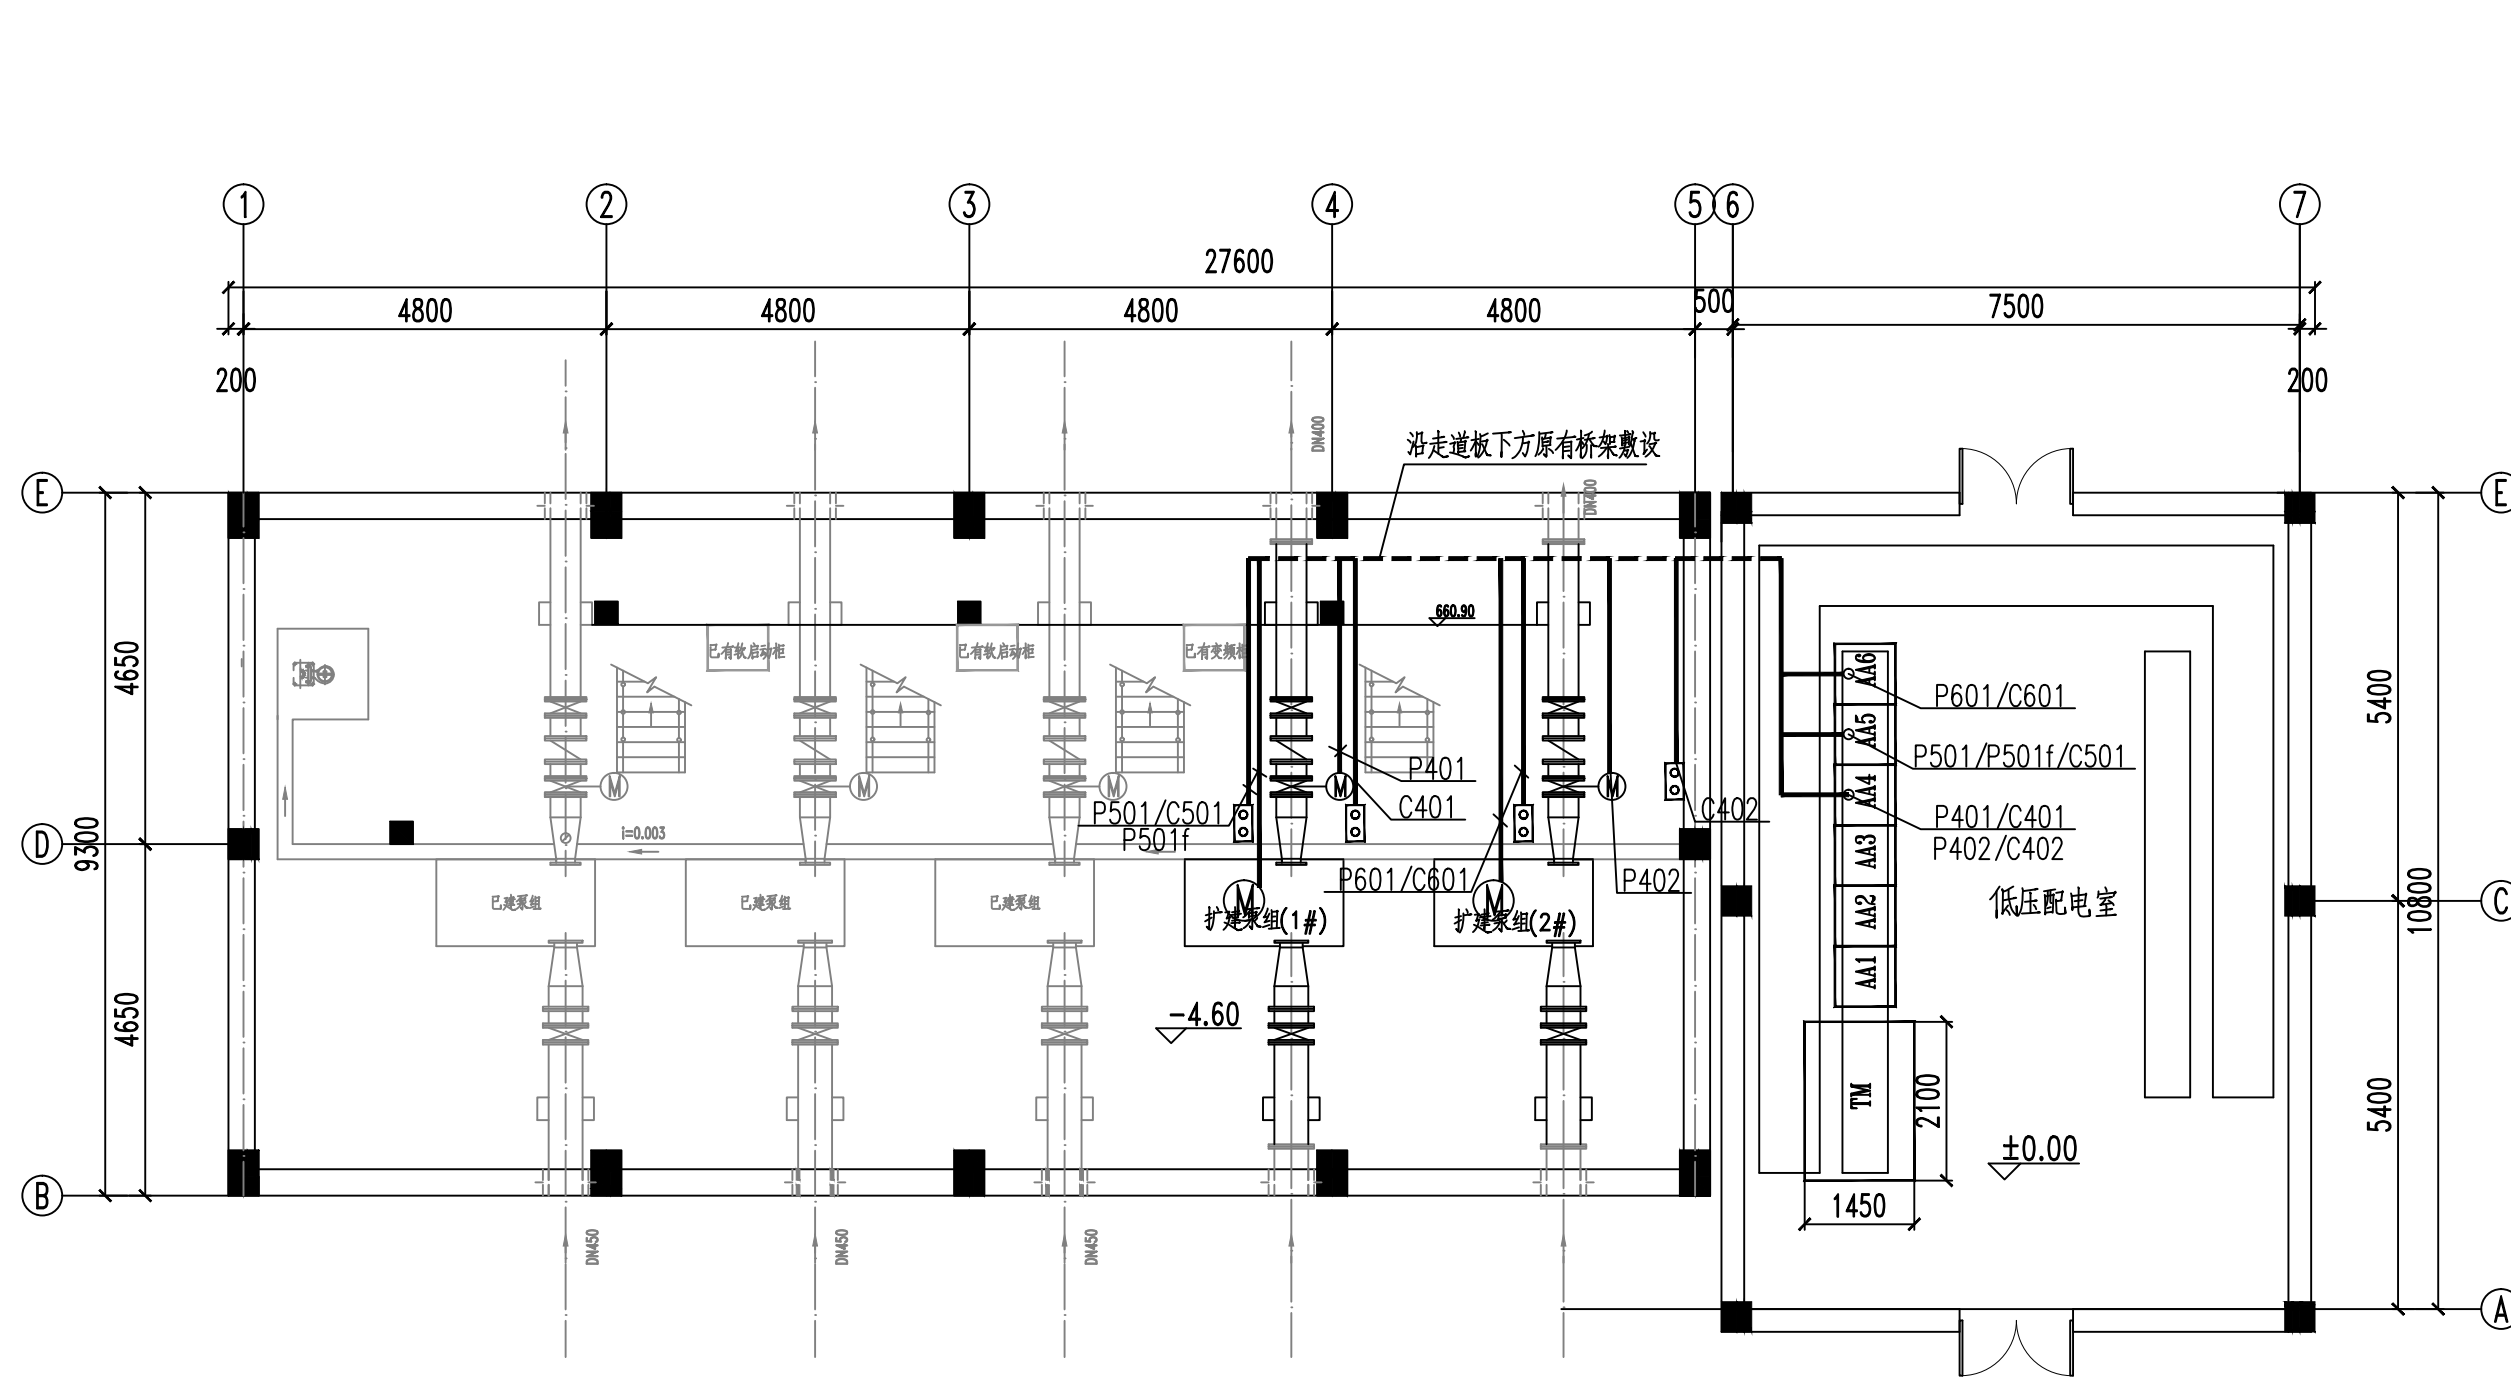 1
2
3
4
5
6
7
27600
4800
4800
4800
4800
500
7500
200
200
DN400
沿走道板下方原有桥架敷设
E
E
DN400
660.90
已有软启动柜
已有软启动柜
已有变频柜
4650
5400
AA6
P601/C601
AA5
P501/P501f/C501
M
M
M
M
M
P401
C401
C402
AA4
P401/C401
P402/C402
P501/C501
P501f
i=0.003
D
9300
AA3
P601/C601
P402
已建泵组
已建泵组
已建泵组
M
扩建泵组(1#)
M
扩建泵组(2#)
AA2
低压配电室
C
10800
AA1
4650
-4.60
TM
2100
5400
±0.00
B
1450
DN450
DN450
DN450
A